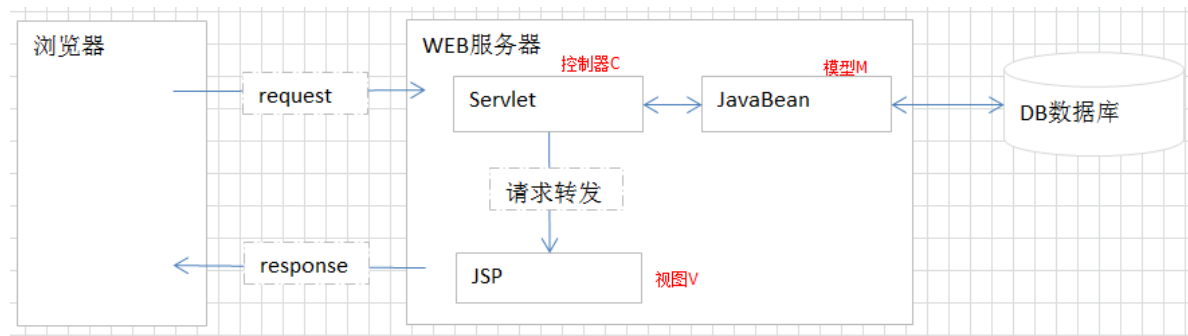 浏览器
WEB服务器
控制器C
模型M
request
Servlet
JavaBean
DB数据库
请求转发
response
JSP
视图V